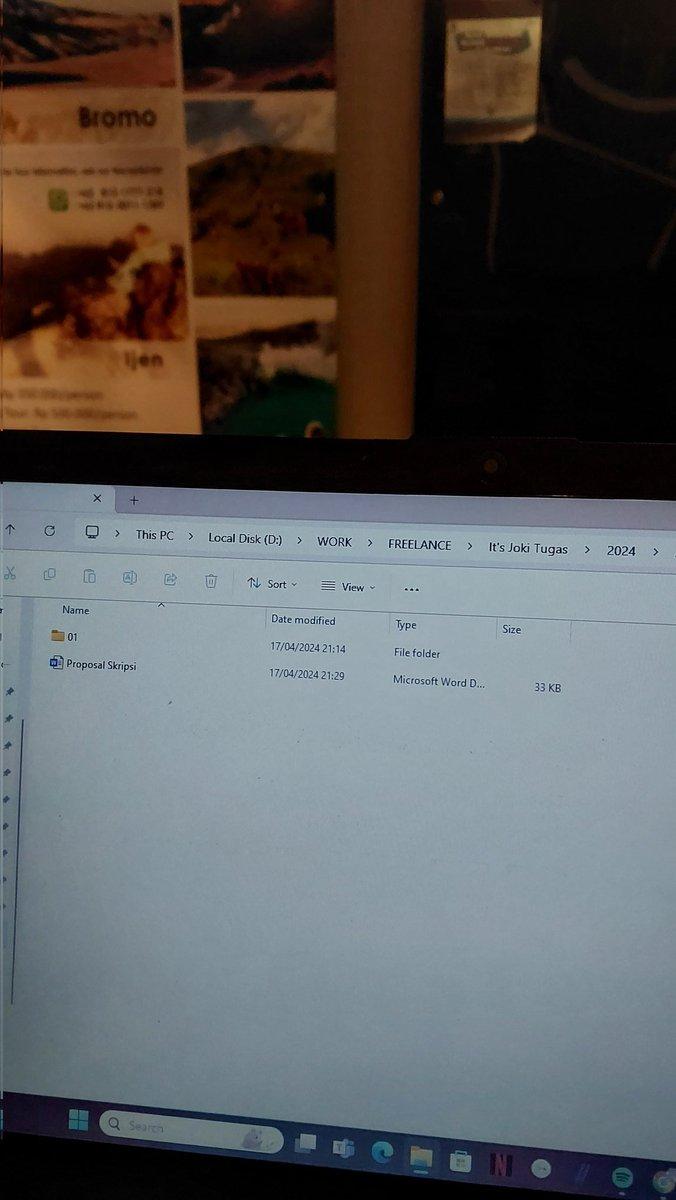 Bromo
Ijen
This PC > Local Disk (D:) > WORK > FREELANCE > It's Joki Tugas > 2024 >
Sort View ...
Name Date modified Type Size
01 17/04/2024 21:14 File folder
Proposal Skripsi 17/04/2024 21:29 Microsoft Word D... 33 KB
Search